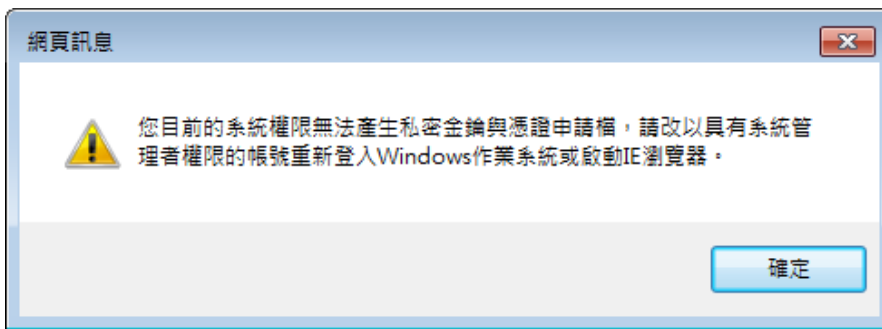 網頁訊息
您目前的系統權限無法產生私密金鑰與憑證申請檔，請改以具有系統管
理者權限的帳號重新登入Windows作業系統或啟動IE瀏覽器。
確定